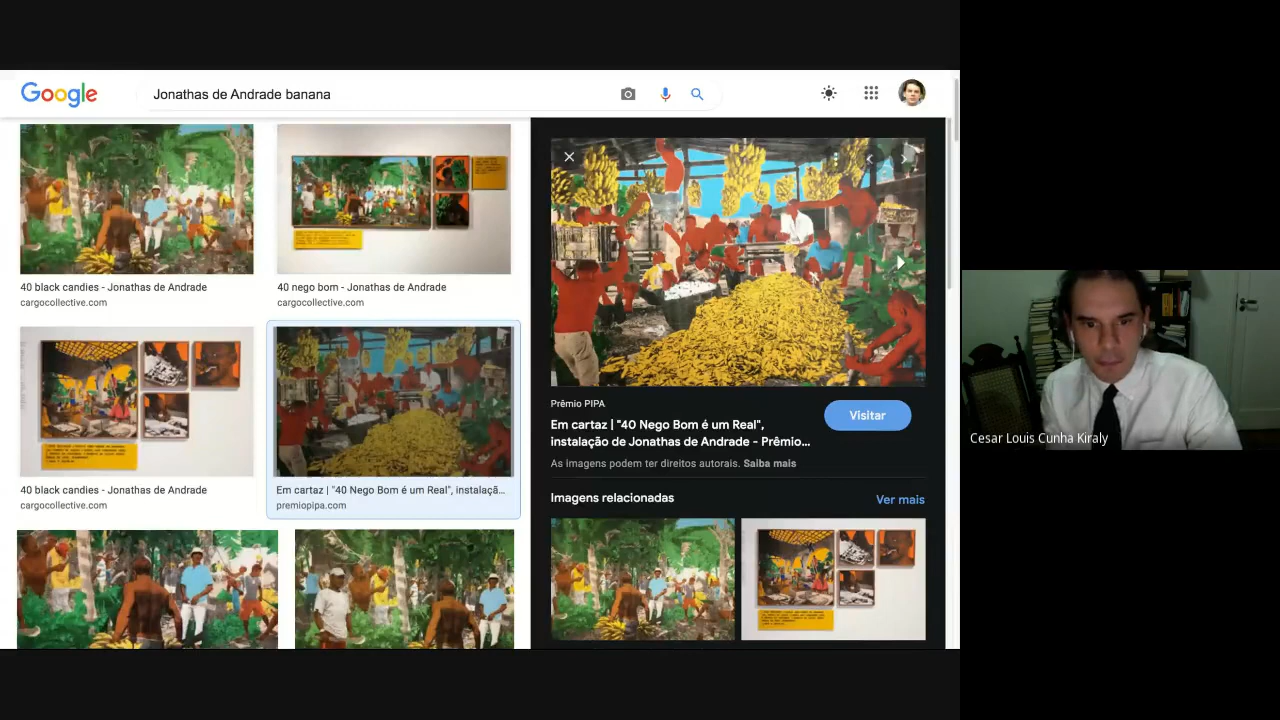 Google
Jonathas de Andrade banana
40 black candies - Jonathas de Andrade
cargocollective.com
40 nego bom - Jonathas de Andrade
cargocollective.com
40 black candies - Jonathas de Andrade
cargocollective.com
Em cartaz | "40 Nego Bom é um Real", instalaçã...
premiopipa.com
Prêmio PIPA
Em cartaz | "40 Nego Bom é um Real",
instalação de Jonathas de Andrade - Prêmio...
Visitar
As imagens podem ter direitos autorais. Saiba mais
Imagens relacionadas
Ver mais
Cesar Louis Cunha Kiraly